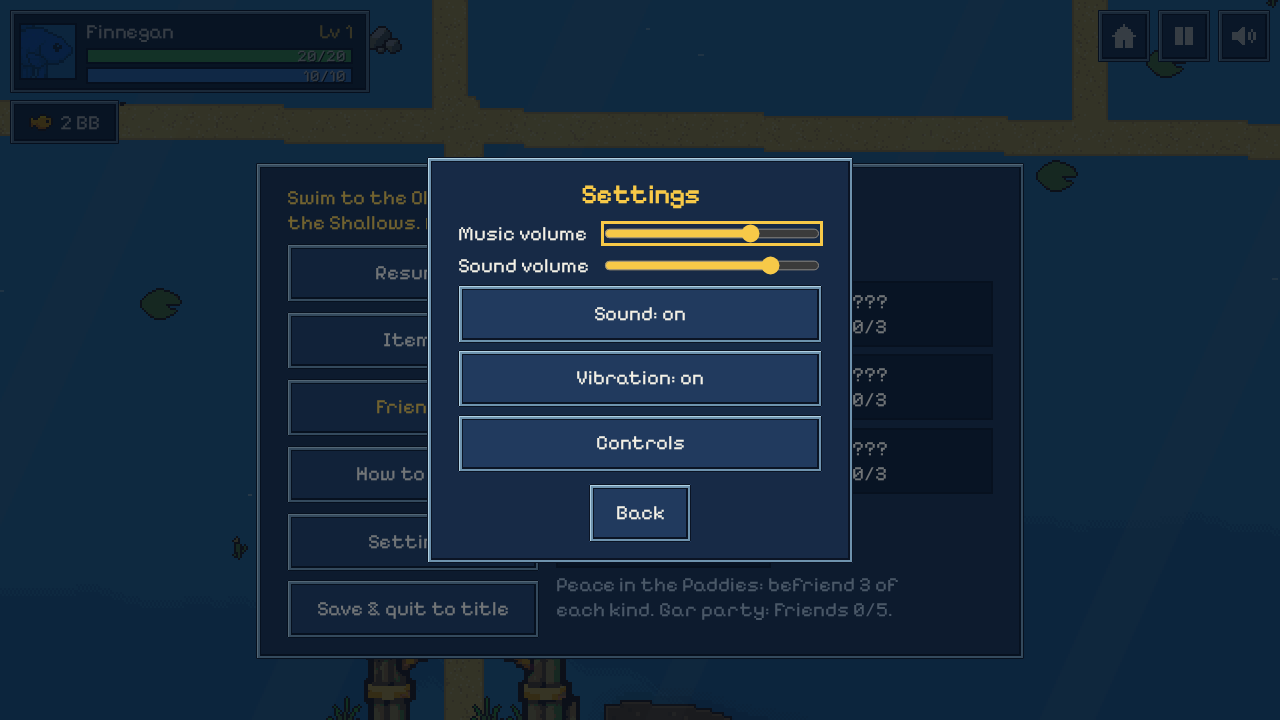 Finnegan Lv 1
20/20
10/10
2 BB
Swim to the Ol
the Shallows.
Settings
Music volume
Sound volume
Sound: on
Vibration: on
Controls
Back
Resu
Item
Frien
How to
Settin
Save & quit to title
???
0/3
???
0/3
???
0/3
Peace in the Paddies: befriend 3 of
each kind. Gar party: Friends 0/5.